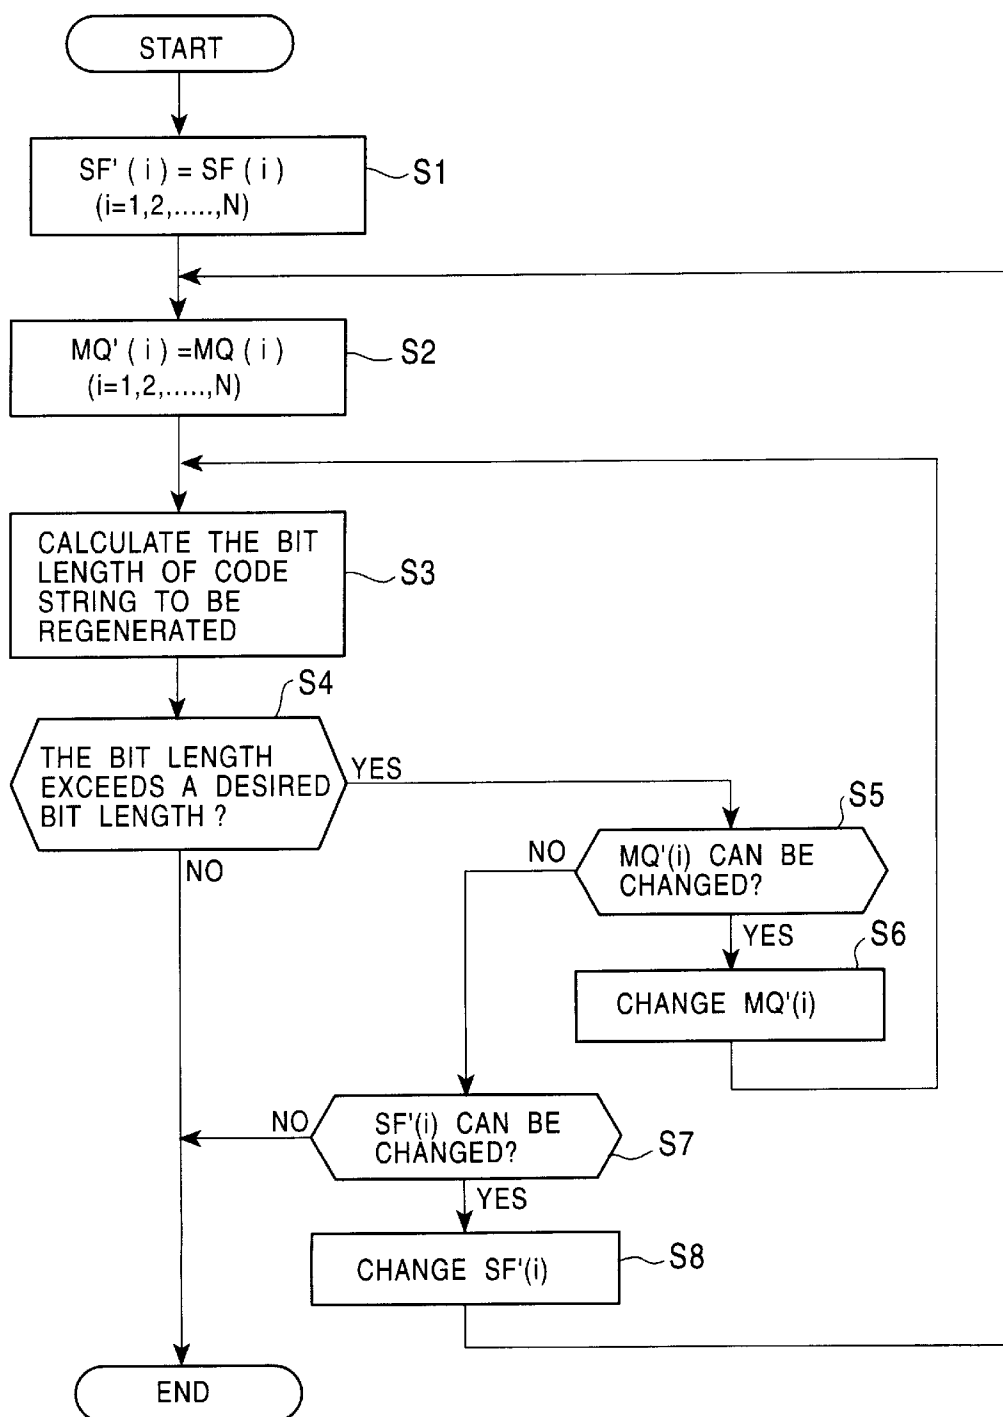 START
SF' ( i ) = SF ( i )
(i=1,2,.....,N)
S1
MQ' ( i ) =MQ ( i )
(i=1,2,.....,N)
S2
CALCULATE THE BIT
LENGTH OF CODE
STRING TO BE
REGENERATED
S3
S4
THE BIT LENGTH
EXCEEDS A DESIRED
BIT LENGTH ?
YES
NO
S5
MQ'(i) CAN BE
CHANGED?
NO
YES
S6
CHANGE MQ'(i)
SF'(i) CAN BE
CHANGED?
NO
S7
YES
CHANGE SF'(i)
S8
END